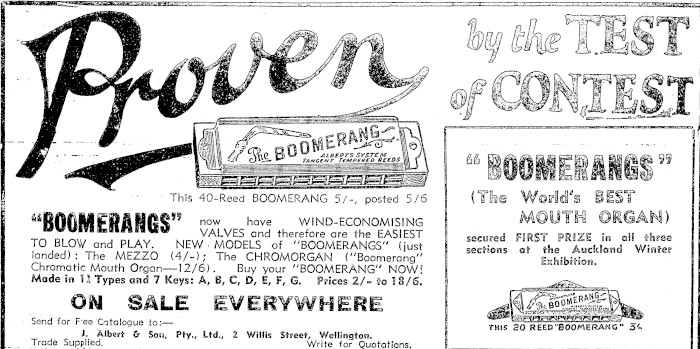 Proven
by the TEST
of CONTEST
The BOOMERANG
ALBERTS SYSTEM
TANGENT TEMPERED REEDS
This 40-Reed BOOMERANG 5/-, posted 5/6
"BOOMERANGS" now have WIND-ECONOMISING
VALVES and therefore are the EASIEST
TO BLOW and PLAY. NEW MODELS of "BOOMERANGS" (just
landed): The MEZZO (4/-); The CHROMORGAN ("Boomerang"
Chromatic Mouth Organ—12/6). Buy your "BOOMERANG" NOW!
Made in 12 Types and 7 Keys: A, B, C, D, E, F, G. Prices 2/- to 18/6.
ON SALE EVERYWHERE
Send for Free Catalogue to:—
J. Albert & Son, Pty., Ltd., 2 Willis Street, Wellington.
Trade Supplied. Write for Quotations.
"BOOMERANGS"
(The World's BEST
MOUTH ORGAN)
secured FIRST PRIZE in all three
sections at the Auckland Winter
Exhibition.
The BOOMERANG
THIS 20 REED "BOOMERANG" 3/-